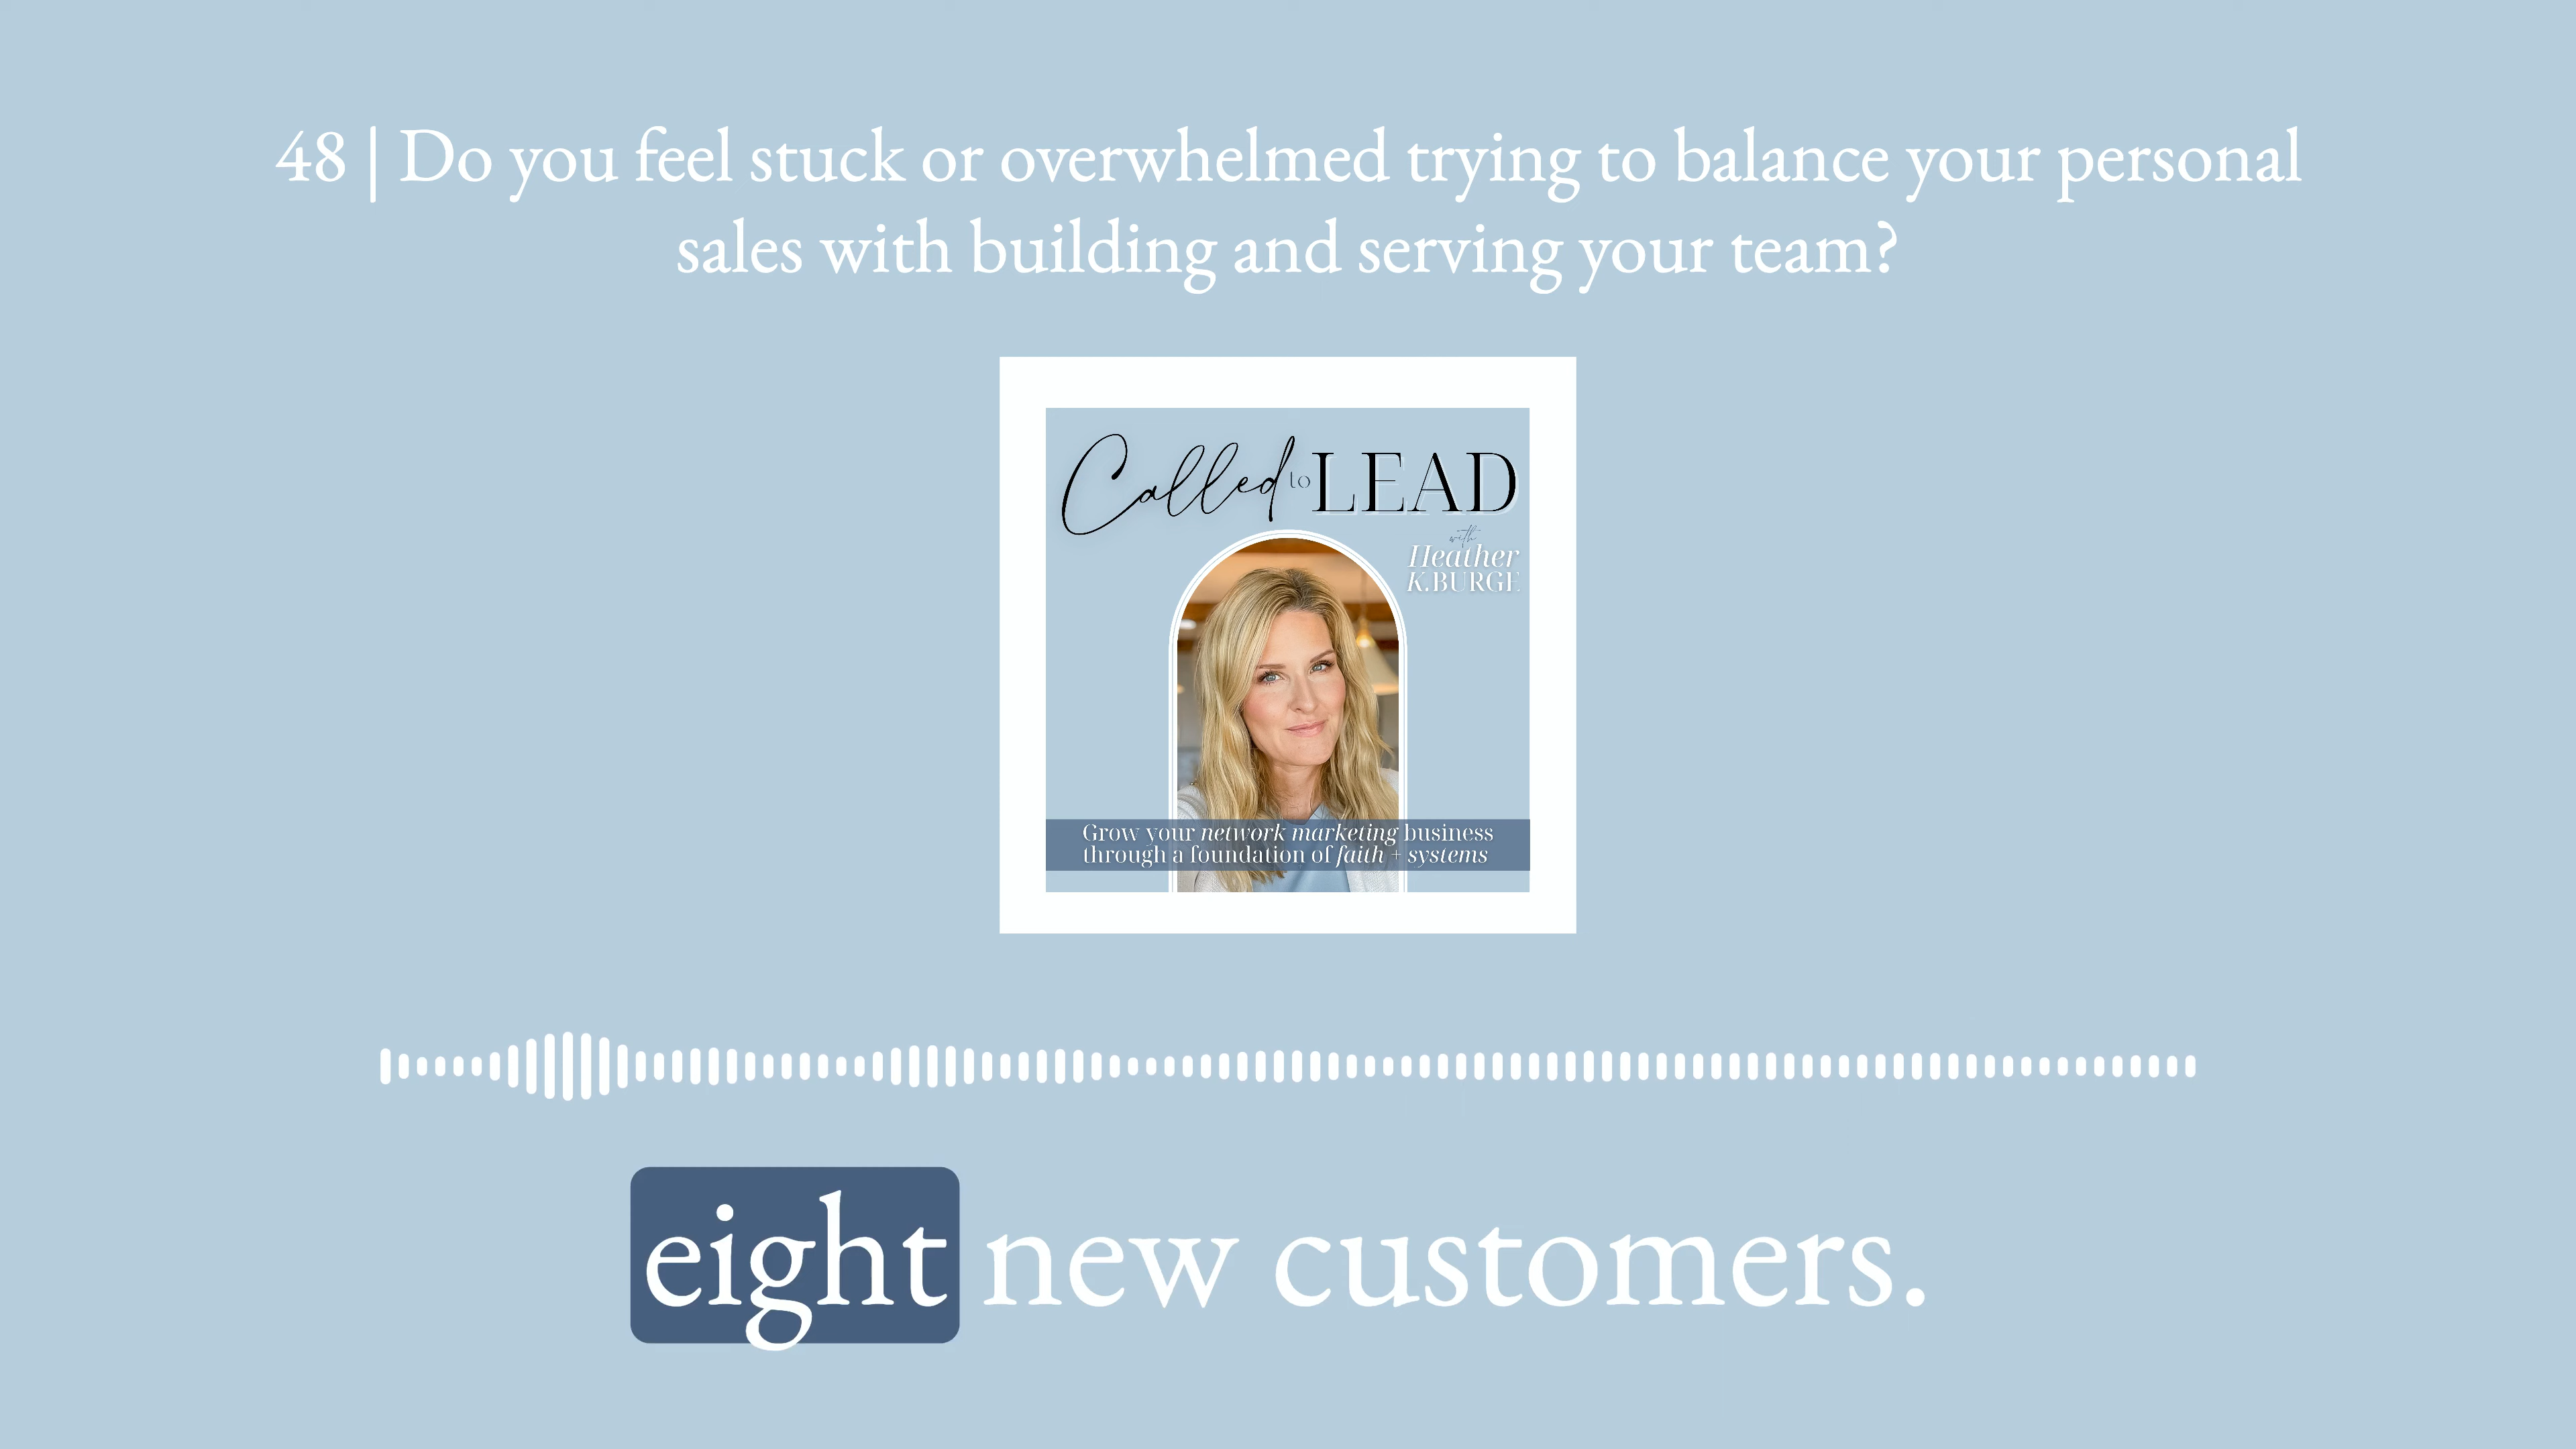 48 | Do you feel stuck or overwhelmed trying to balance your personal
sales with building and serving your team?
Called to LEAD
with
Heather
K.BURGE
Grow your network marketing business
through a foundation of faith + systems
eight new customers.